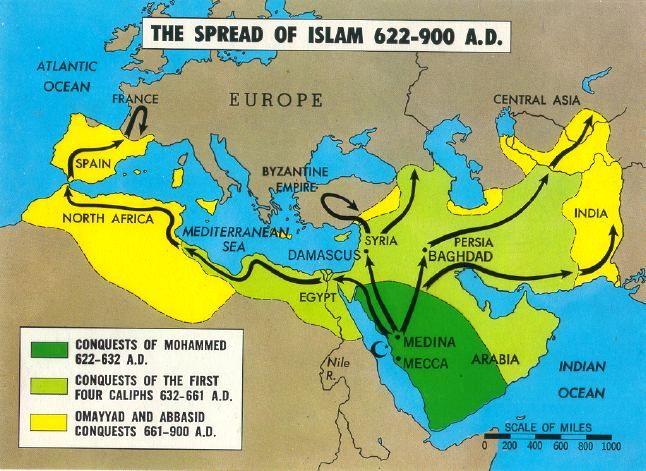 THE SPREAD OF ISLAM 622-900 A.D.
ATLANTIC
OCEAN
FRANCE
EUROPE
CENTRAL ASIA
SPAIN
BYZANTINE
EMPIRE
NORTH AFRICA
MEDITERRANEAN
SEA
SYRIA
DAMASCUS
PERSIA
BAGHDAD
INDIA
EGYPT
MEDINA
MECCA
ARABIA
Nile
R.
INDIAN
OCEAN
CONQUESTS OF MOHAMMED
622-632 A.D.
CONQUESTS OF THE FIRST
FOUR CALIPHS 632-661 A.D.
OMAYYAD AND ABBASID
CONQUESTS 661-900 A.D.
SCALE OF MILES
0 200 400 600 800 1000